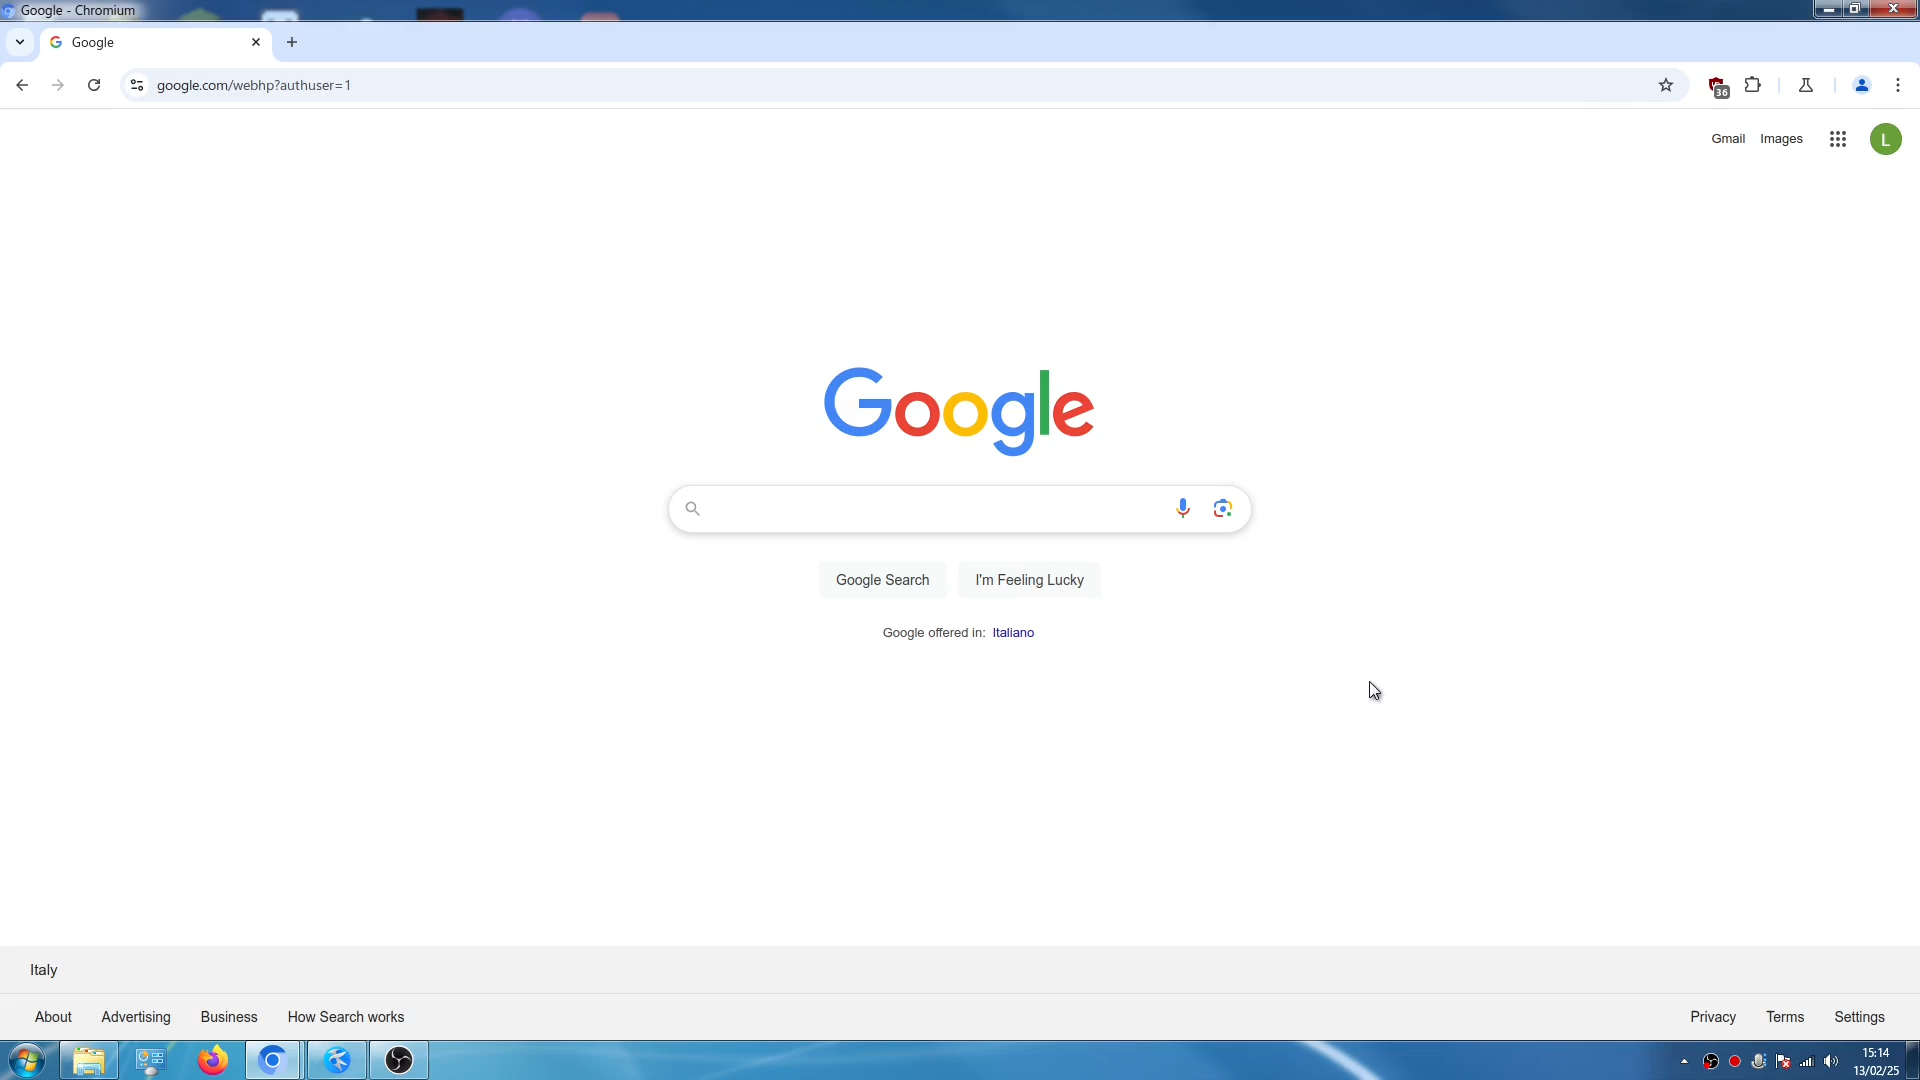 Google - Chromium
Google
google.com/webhp?authuser=1
36
Gmail Images
L
Google
Google Search I'm Feeling Lucky
Google offered in: Italiano
Italy
About Advertising Business How Search works
Privacy Terms Settings
15:14
13/02/25